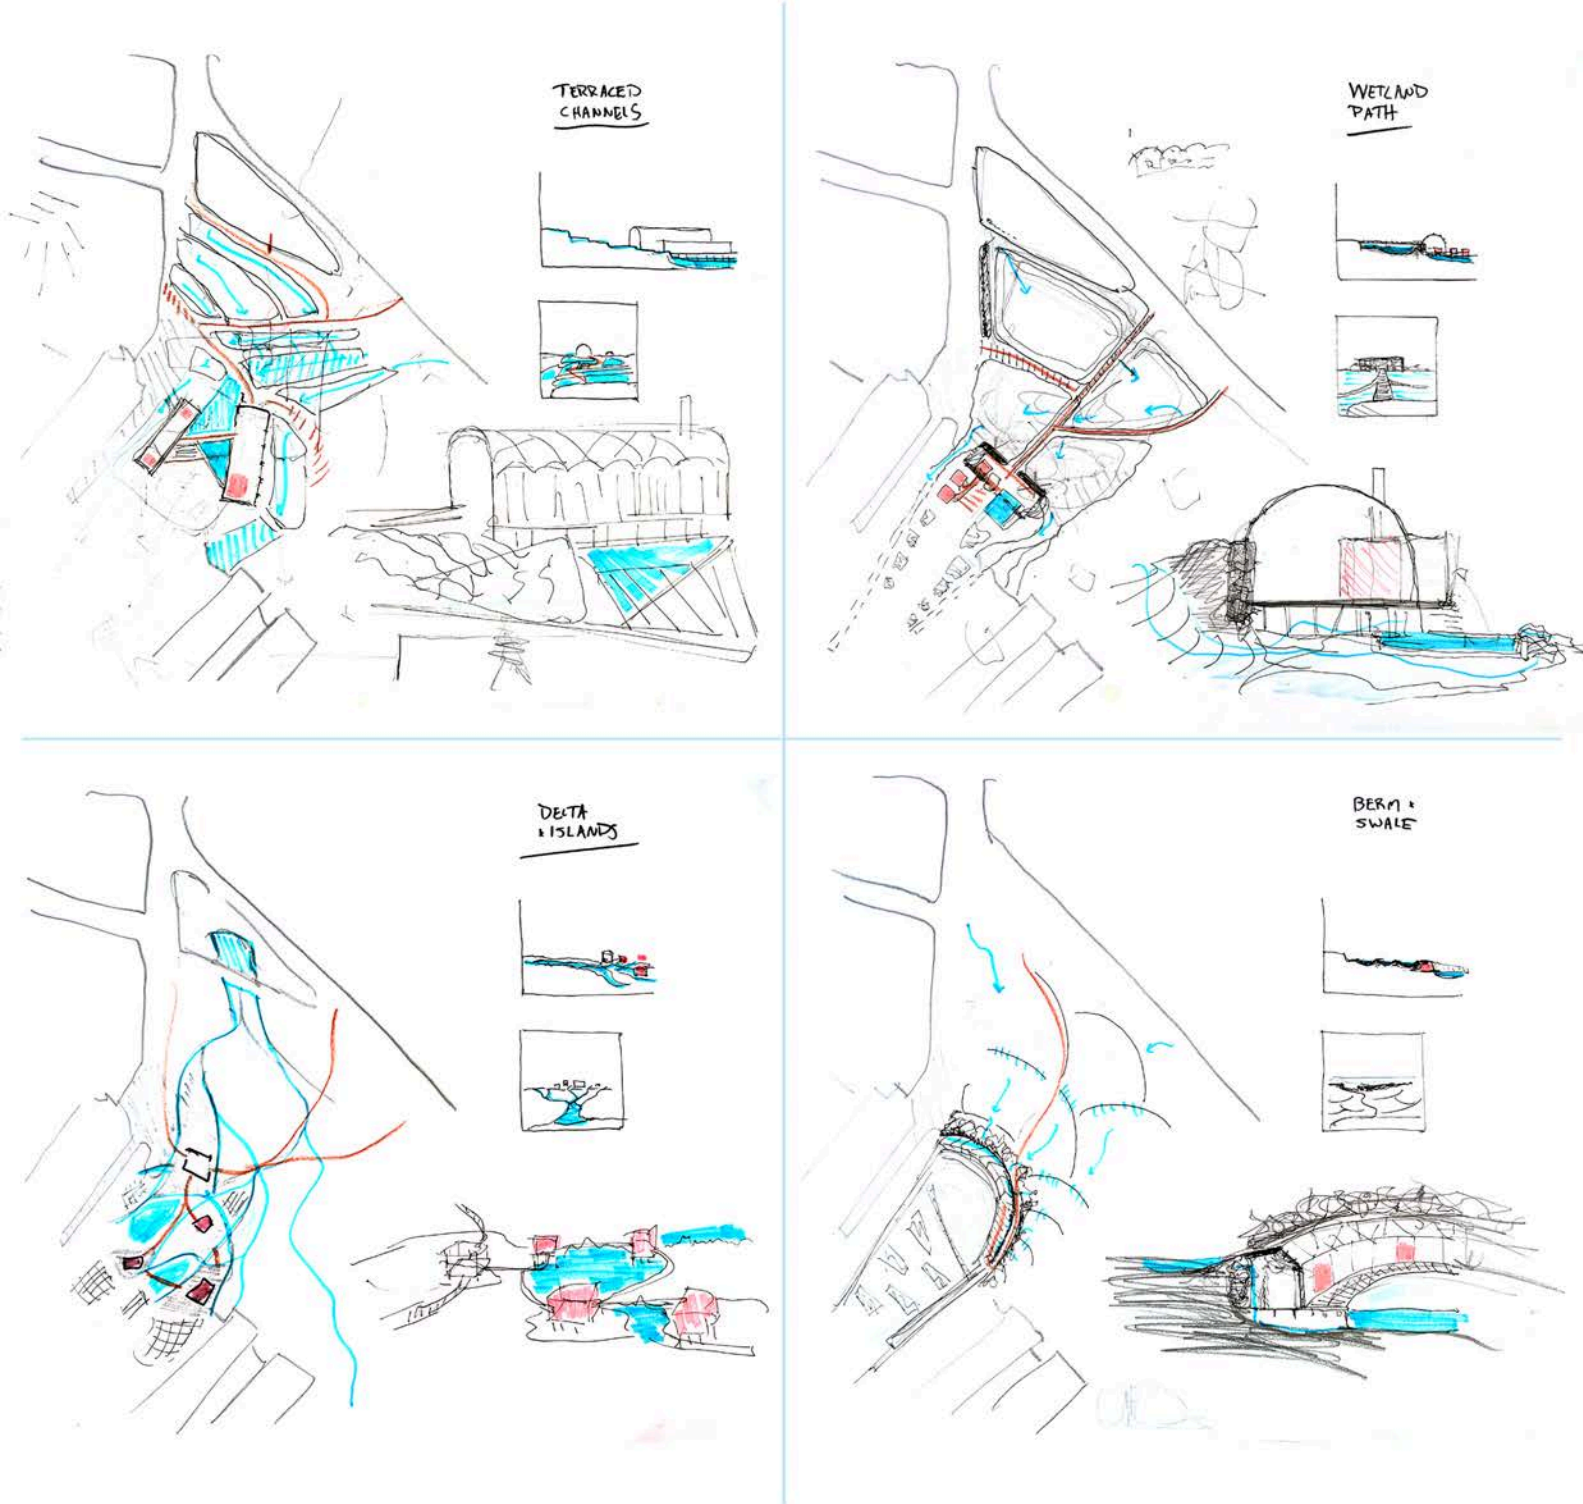 TERRACED
CHANNELS
WETLAND
PATH
DELTA
+ ISLANDS
BERM +
SWALE